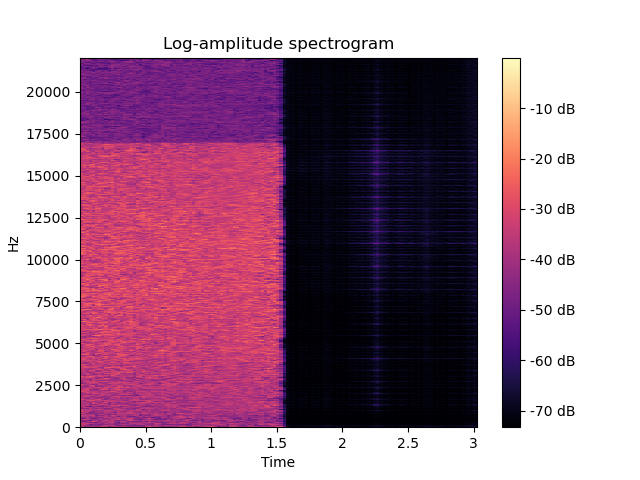 Log-amplitude spectrogram
Hz
20000
17500
15000
12500
10000
7500
5000
2500
0
0 0.5 1 1.5 2 2.5 3
Time
-10 dB
-20 dB
-30 dB
-40 dB
-50 dB
-60 dB
-70 dB